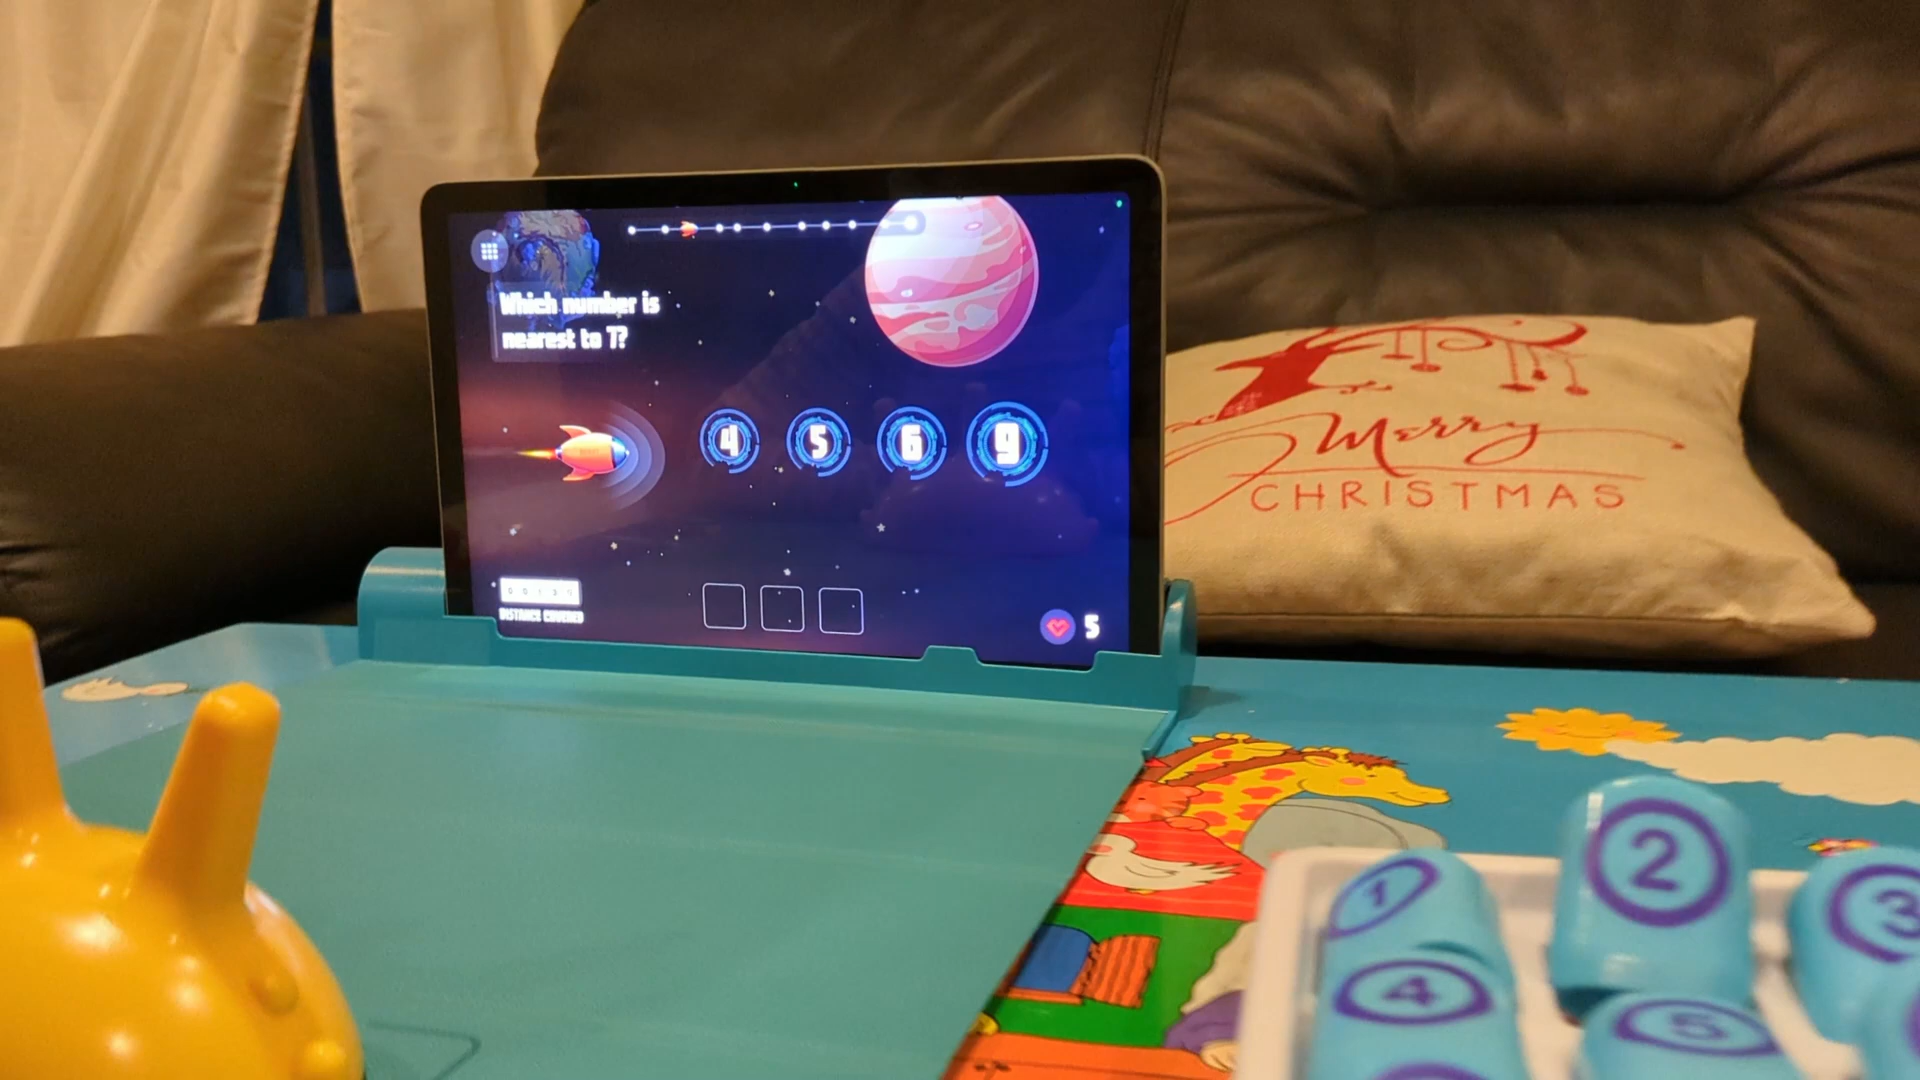 Which number is
nearest to 7?
4 5 6 9
DISTANCE COVERED
5
Merry
CHRISTMAS
1
2
3
4
5